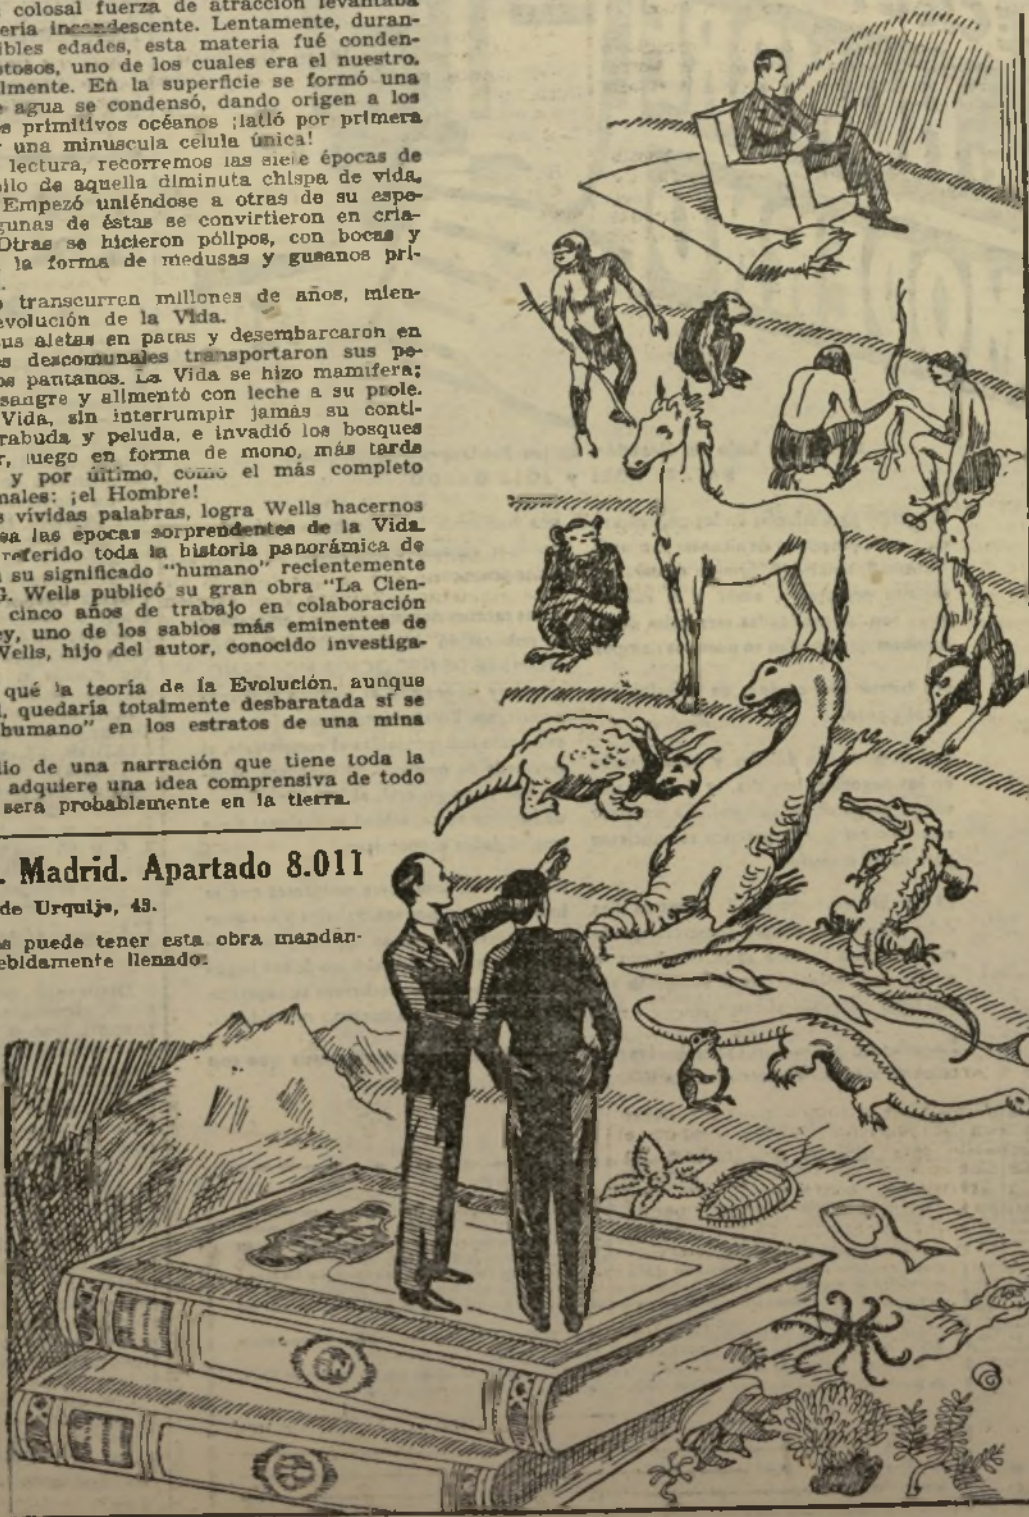 colosal fuerza de atracción levantaba
ería incandescente. Lentamente, duran-
ibles edades, esta materia fué conden-
tosos, uno de los cuales era el nuestro.
lmente. En la superficie se formó una
e agua se condensó, dando origen a los
s primitivos océanos ¡latió por primera
una minuscula celula única!
lectura, recorremos las siete épocas de
ilo de aquella diminuta chispa de vida.
Empezó uniéndose a otras de su espe-
gunas de éstas se convirtieron en cria-
Otras se hicieron pólipos, con bocas y
la forma de medusas y gusanos pri-
transcurren millones de años, mien-
evolución de la Vida.
us aletas en patas y desembarcaron en
es descomunales transportaron sus pe-
os pantanos. La Vida se hizo mamífera;
sangre y alimentó con leche a su prole.
Vida, sin interrumpir jamás su conti-
rabuda y peluda, e invadió los bosques
r, luego en forma de mono, más tarde
y por último, como el más completo
males: ¡el Hombre!
s vívidas palabras, logra Wells hacernos
sa las épocas sorprendentes de la Vida.
referido toda la historia panorámica de
su significado "humano" recientemente
G. Wells publicó su gran obra "La Cien-
cinco años de trabajo en colaboración
ey, uno de los sabios más eminentes de
Wells, hijo del autor, conocido investiga-
qué la teoría de la Evolución, aunque
l, quedaría totalmente desbaratada sí se
humano" en los estratos de una mina
io de una narración que tiene toda la
adquiere una idea comprensiva de todo
será probablemente en la tierra.
. Madrid. Apartado 8.011
de Urquijo, 43.
s puede tener esta obra mandán-
ebidamente llenado.